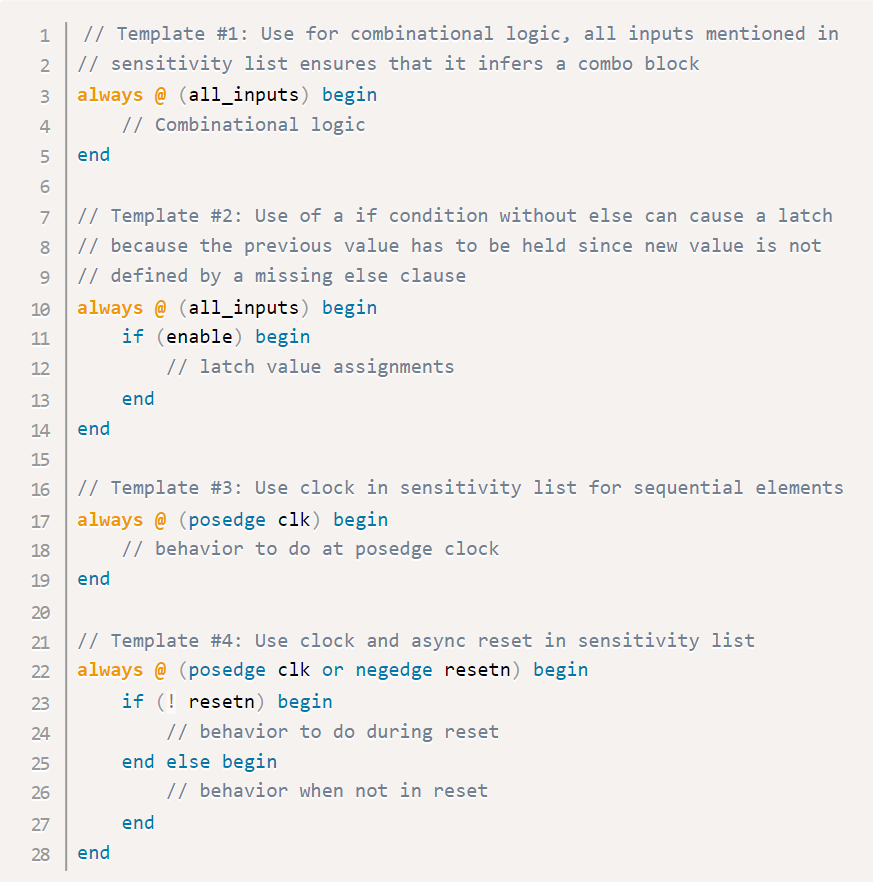 1 // Template #1: Use for combinational logic, all inputs mentioned in
2 // sensitivity list ensures that it infers a combo block
3 always @ (all_inputs) begin
4     // Combinational logic
5 end
6
7 // Template #2: Use of a if condition without else can cause a latch
8 // because the previous value has to be held since new value is not
9 // defined by a missing else clause
10 always @ (all_inputs) begin
11     if (enable) begin
12         // latch value assignments
13     end
14 end
15
16 // Template #3: Use clock in sensitivity list for sequential elements
17 always @ (posedge clk) begin
18     // behavior to do at posedge clock
19 end
20
21 // Template #4: Use clock and async reset in sensitivity list
22 always @ (posedge clk or negedge resetn) begin
23     if (! resetn) begin
24         // behavior to do during reset
25     end else begin
26         // behavior when not in reset
27     end
28 end